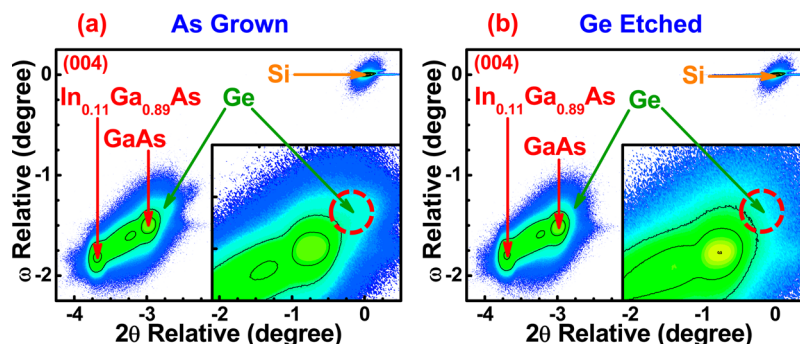 (a) As Grown
(004)
Si
In0.11Ga0.89As
Ge
GaAs
ω Relative (degree)
0
-1
-2
-4 -3 -2 -1 0
2θ Relative (degree)
(b) Ge Etched
(004)
Si
In0.11Ga0.89As
Ge
GaAs
ω Relative (degree)
0
-1
-2
-4 -3 -2 -1 0
2θ Relative (degree)